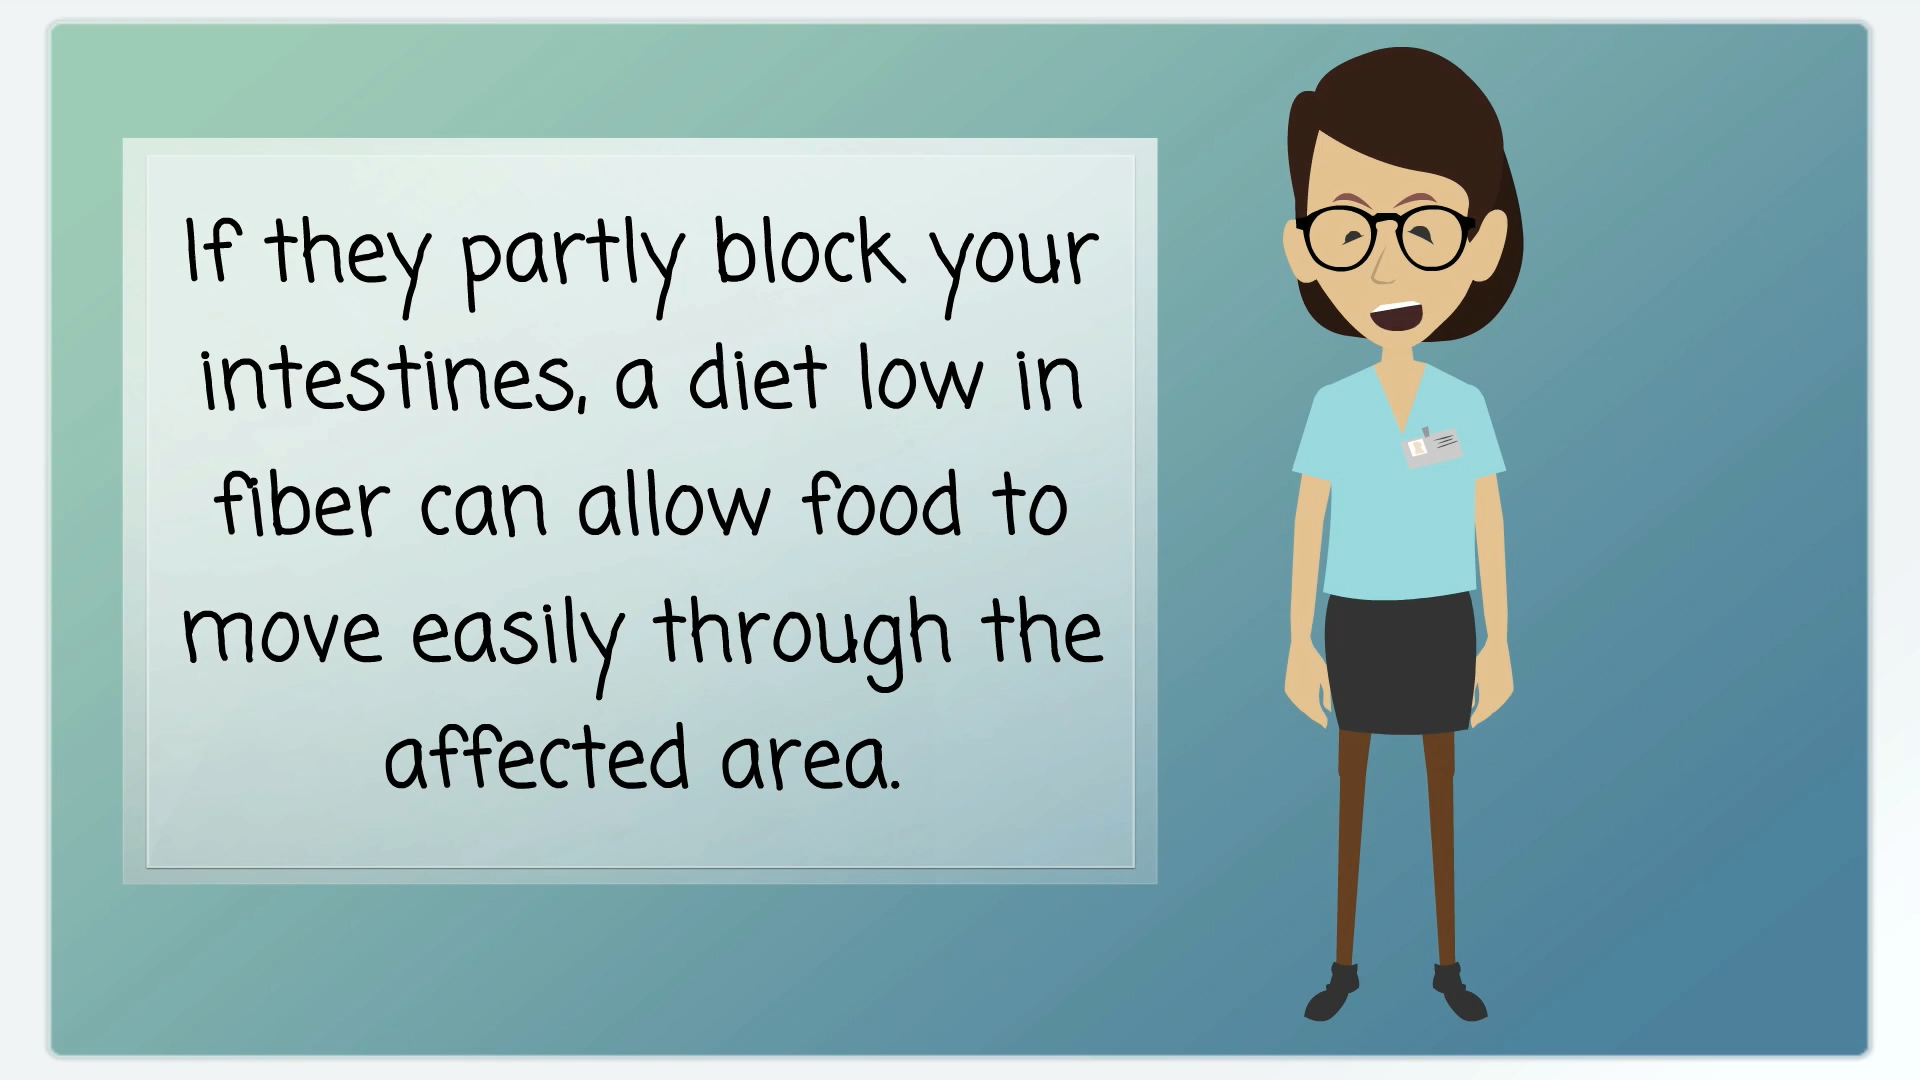 If they partly block your
intestines, a diet low in
fiber can allow food to
move easily through the
affected area.